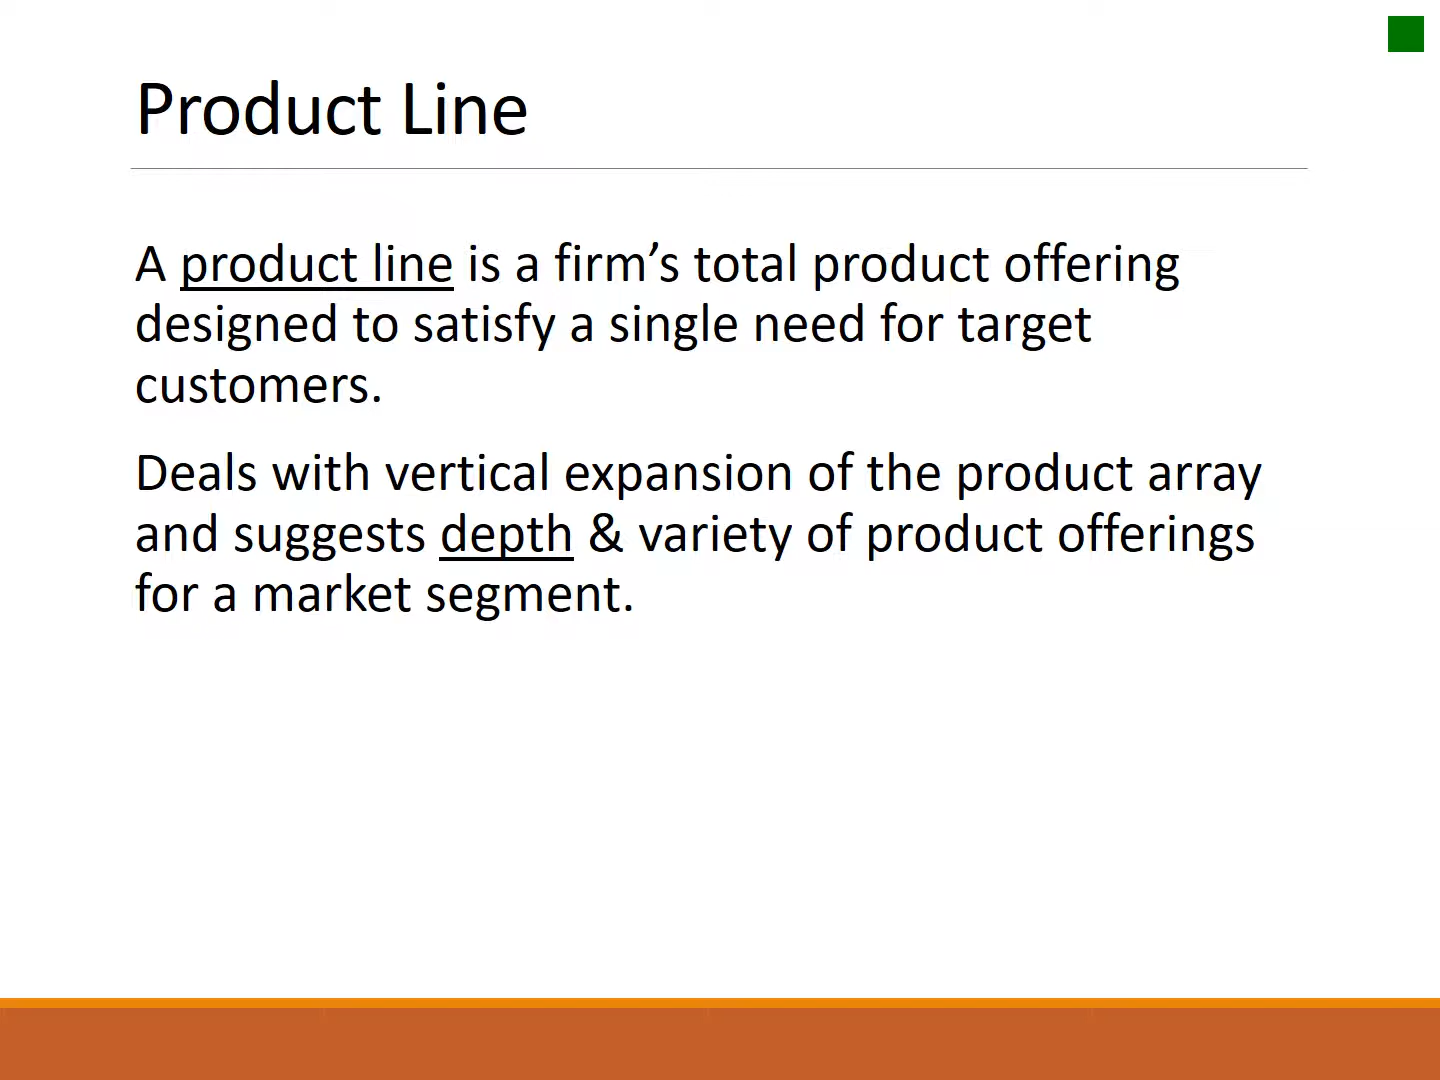 Product Line
A product line is a firm’s total product offering
designed to satisfy a single need for target
customers.
Deals with vertical expansion of the product array
and suggests depth & variety of product offerings
for a market segment.